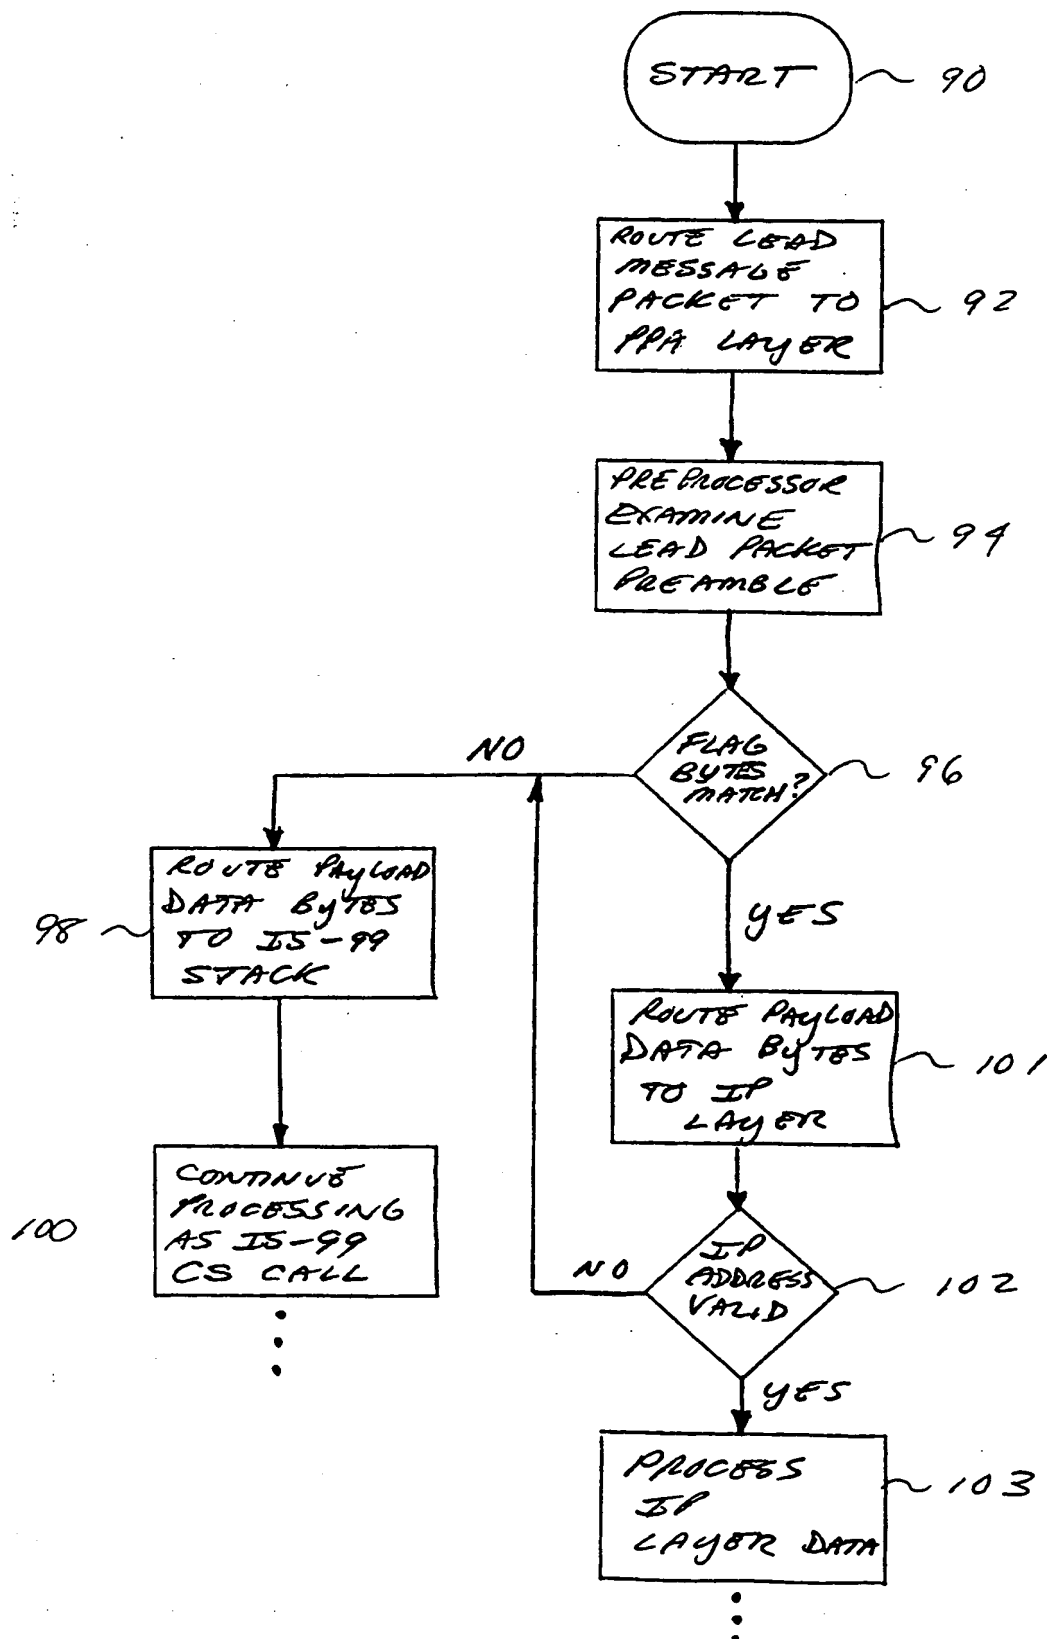 START
90
ROUTE LEAD
MESSAGE
PACKET TO
PPA LAYER
92
PREPROCESSOR
EXAMINE
LEAD PACKET
PREAMBLE
94
FLAG
BYTES
MATCH?
96
NO
ROUTE PAYLOAD
DATA BYTES
TO IS-99
STACK
98
YES
ROUTE PAYLOAD
DATA BYTES
TO IP
LAYER
101
CONTINUE
PROCESSING
AS IS-99
CS CALL
100
IP
ADDRESS
VALID
102
NO
YES
PROCESS
IP
LAYER DATA
103